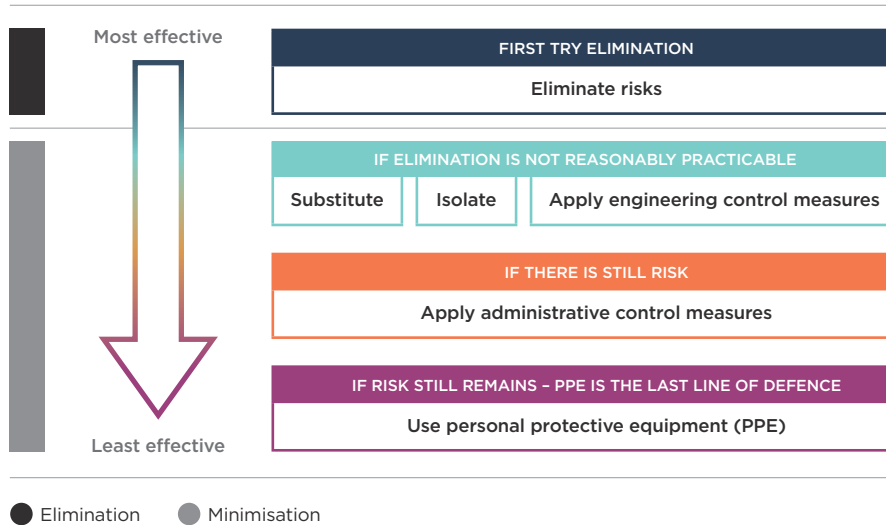 Most effective
FIRST TRY ELIMINATION
Eliminate risks
IF ELIMINATION IS NOT REASONABLY PRACTICABLE
Substitute
Isolate
Apply engineering control measures
IF THERE IS STILL RISK
Apply administrative control measures
IF RISK STILL REMAINS – PPE IS THE LAST LINE OF DEFENCE
Use personal protective equipment (PPE)
Least effective
Elimination
Minimisation